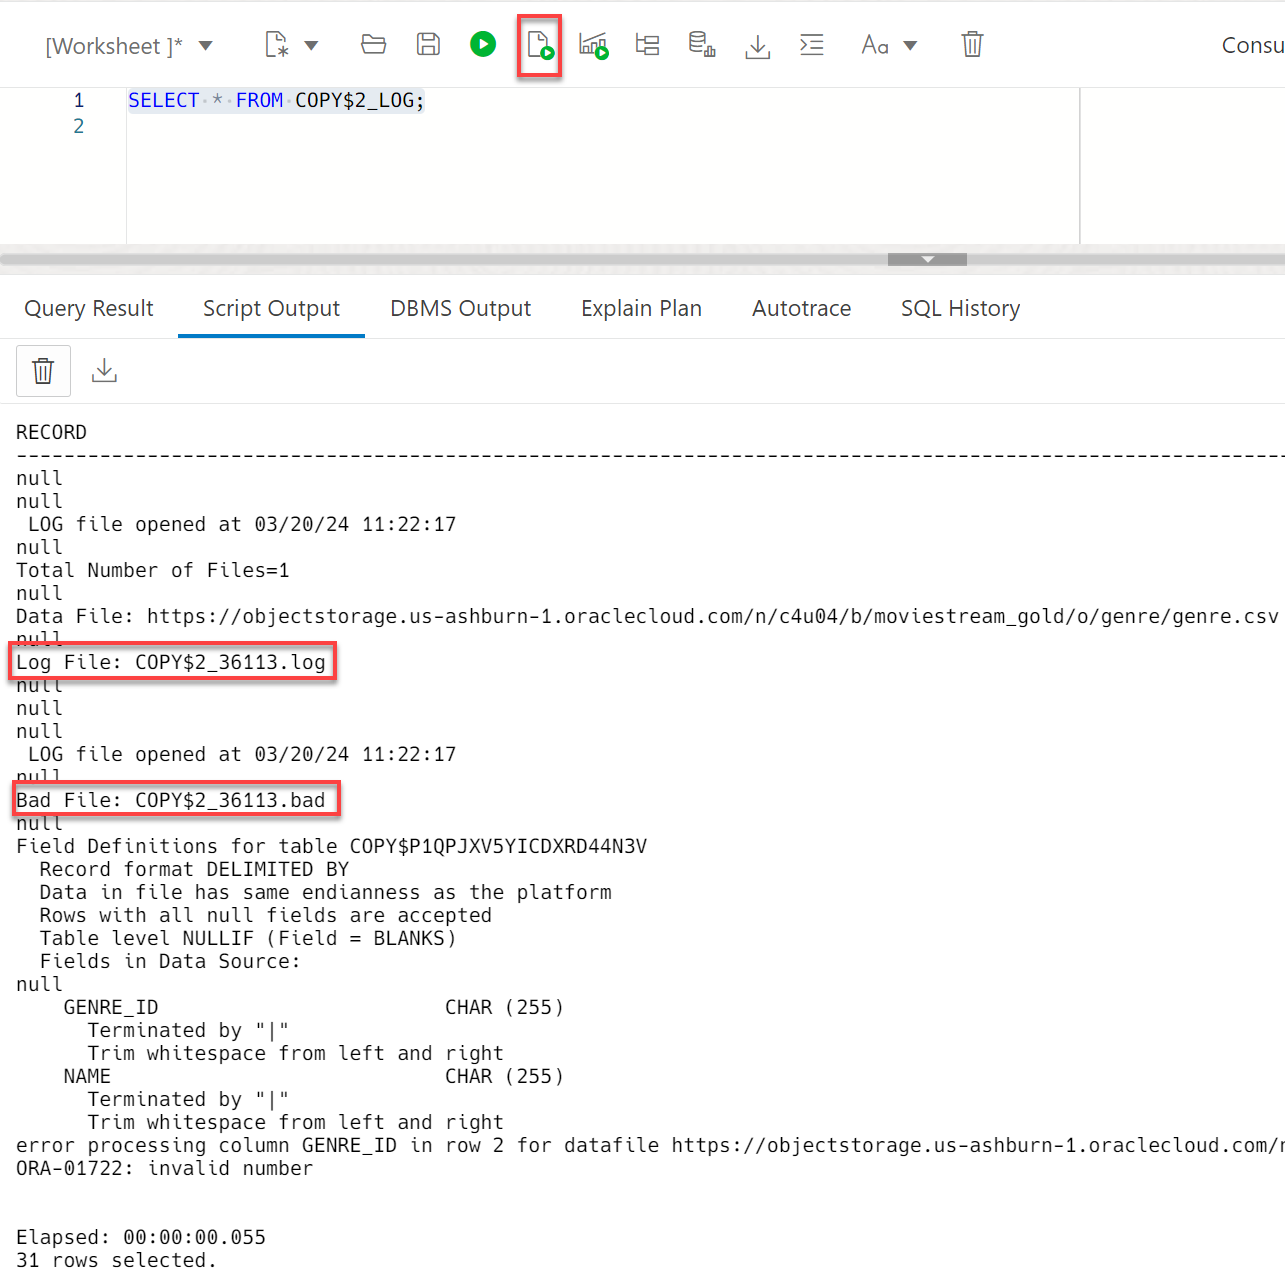 [Worksheet ]* Aa Consu
1 SELECT * FROM COPY$2_LOG;
2
Query Result Script Output DBMS Output Explain Plan Autotrace SQL History
RECORD
--------------------------------------------------------------------------------------------------------------
null
null
LOG file opened at 03/20/24 11:22:17
null
Total Number of Files=1
null
Data File: https://objectstorage.us-ashburn-1.oraclecloud.com/n/c4u04/b/moviestream_gold/o/genre/genre.csv
null
Log File: COPY$2_36113.log
null
null
null
LOG file opened at 03/20/24 11:22:17
null
Bad File: COPY$2_36113.bad
null
Field Definitions for table COPY$P1QPJXV5YICDXRD44N3V
Record format DELIMITED BY
Data in file has same endianness as the platform
Rows with all null fields are accepted
Table level NULLIF (Field = BLANKS)
Fields in Data Source:
null
GENRE_ID CHAR (255)
Terminated by "|"
Trim whitespace from left and right
NAME CHAR (255)
Terminated by "|"
Trim whitespace from left and right
error processing column GENRE_ID in row 2 for datafile https://objectstorage.us-ashburn-1.oraclecloud.com/n
ORA-01722: invalid number
Elapsed: 00:00:00.055
31 rows selected.